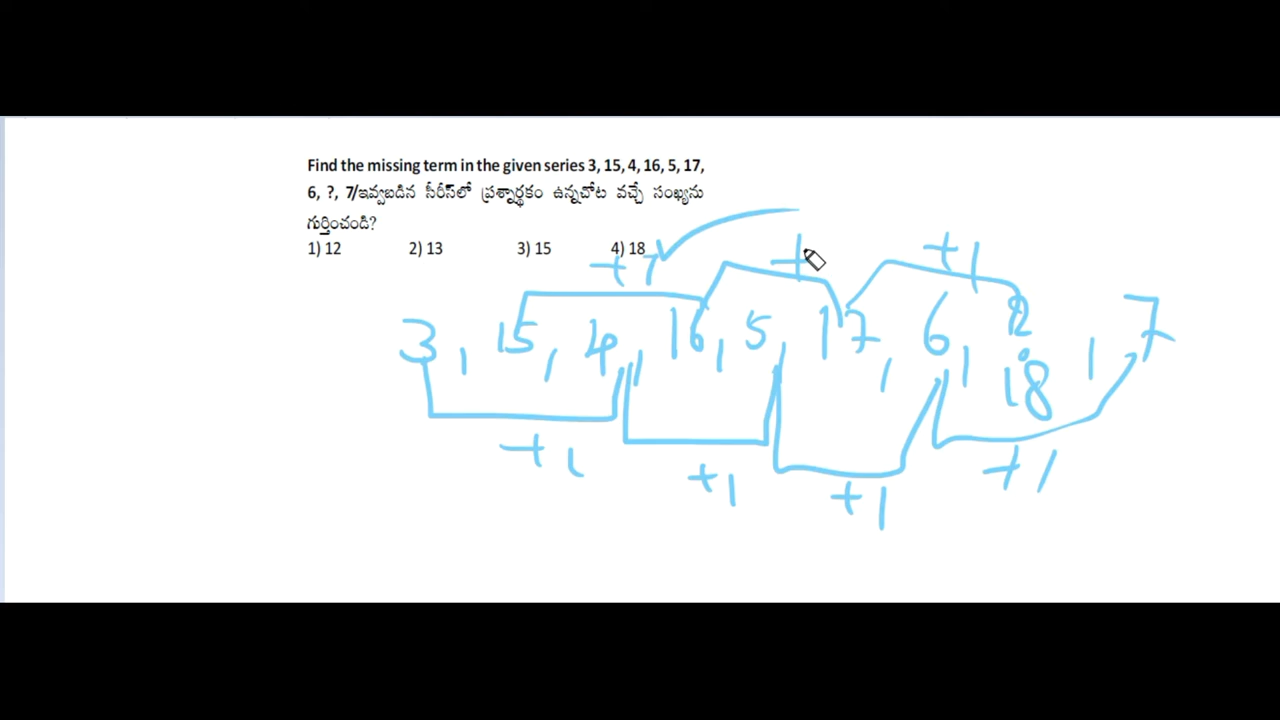 Find the missing term in the given series 3, 15, 4, 16, 5, 17,
6, ?, 7/ఇవ్వబడిన సీరీస్‌లో ప్రశ్నార్థకం ఉన్నచోట వచ్చే సంఖ్యను
గుర్తించండి?
1) 12 2) 13 3) 15 4) 18
+1 + +1
3, 15, 4, 16, 5, 17, 6, ?, 7
18
+1 +1 +1 +1